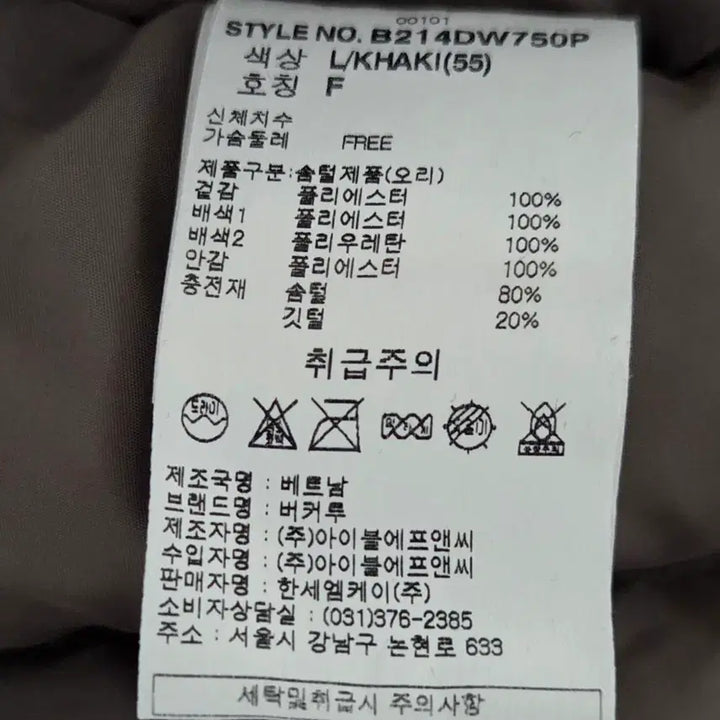 00101
STYLE NO. B214DW750P
색상 L/KHAKI(55)
호칭 F
신체치수
가슴둘레 FREE
제품구분:솜털제품(오리)
겉감 폴리에스터 100%
배색1 폴리에스터 100%
배색2 폴리우레탄 100%
안감 폴리에스터 100%
충전재 솜털 80%
깃털 20%
취급주의
드라이
제조국명 : 베트남
브랜드명 : 버커루
제조자명 : (주)아이블에프앤씨
수입자명 : (주)아이블에프앤씨
판매자명 : 한세엠케이(주)
소비자상담실 : (031)376-2385
주소 : 서울시 강남구 논현로 633
세탁및취급시 주의사항